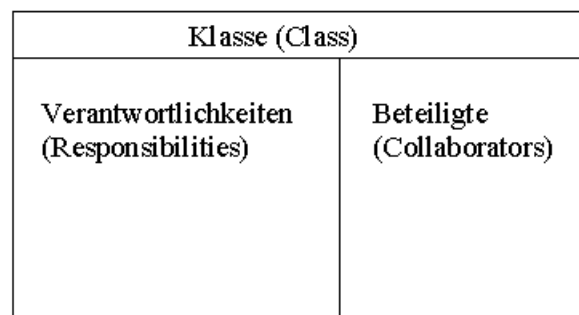 Klasse (Class)
Verantwortlichkeiten
(Responsibilities)
Beteiligte
(Collaborators)